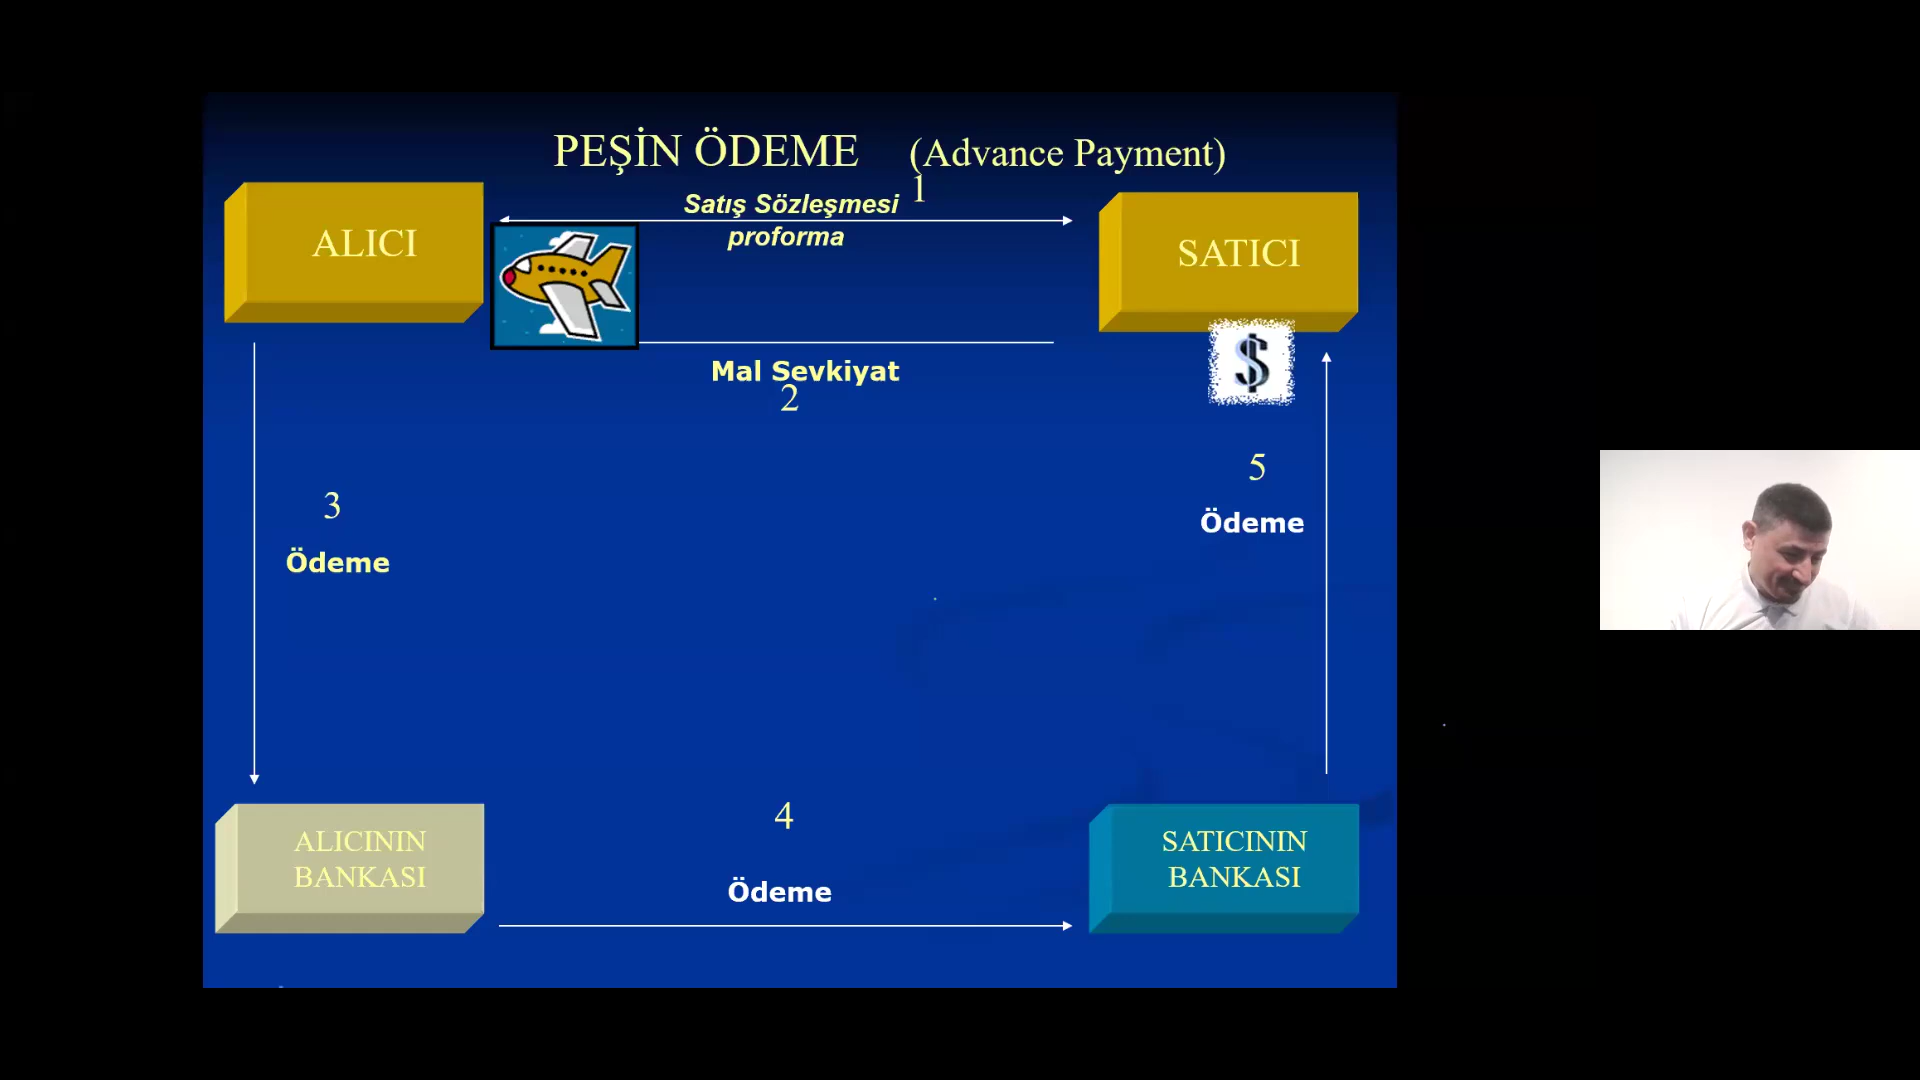 PEŞİN ÖDEME (Advance Payment)
1
Satış Sözleşmesi
proforma
ALICI
SATICI
$
Mal Sevkiyat
2
3
Ödeme
5
Ödeme
4
Ödeme
ALICININ
BANKASI
SATICININ
BANKASI